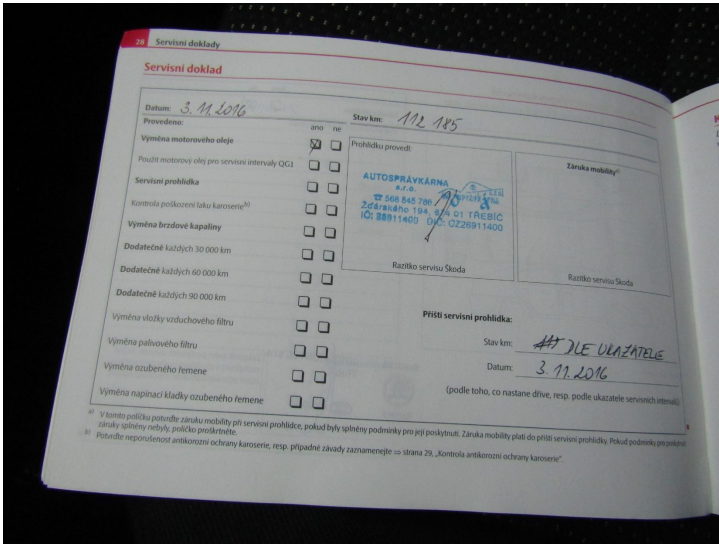 28 Servisní doklady
Servisní doklad
Datum: 3. 11. 2016 Stav km: 112 185
Provedeno: ano ne
Výměna motorového oleje
Použit motorový olej pro servisní intervaly QG1
Servisní prohlídka
Kontrola poškození laku karoserie b)
Výměna brzdové kapaliny
Dodatečně každých 30 000 km
Dodatečně každých 60 000 km
Dodatečně každých 90 000 km
Výměna vložky vzduchového filtru
Výměna palivového filtru
Výměna ozubeného řemene
Výměna napínací kladky ozubeného řemene
Prohlídku provedl:
AUTOSPRÁVKÁRNA
s.r.o.
☎ 568 845 786
Žďárského 194, 674 01 TŘEBÍČ
IČ: 26911400 DIČ: CZ26911400
Razítko servisu Škoda
Záruka mobility a)
Razítko servisu Škoda
Příští servisní prohlídka:
Stav km: DLE UKAZATELE
Datum: 3. 11. 2016
(podle toho, co nastane dříve, resp. podle ukazatele servisních intervalů)
a) V tomto políčku potvrďte záruku mobility při servisní prohlídce, pokud byly splněny podmínky pro její poskytnutí. Záruka mobility platí do příští servisní prohlídky. Pokud podmínky pro poskytnutí
záruky splněny nebyly, políčko proškrtněte.
b) Potvrďte neporušenost antikorozní ochrany karoserie, resp. případné závady zaznamenejte ⇒ strana 29, „Kontrola antikorozní ochrany karoserie".